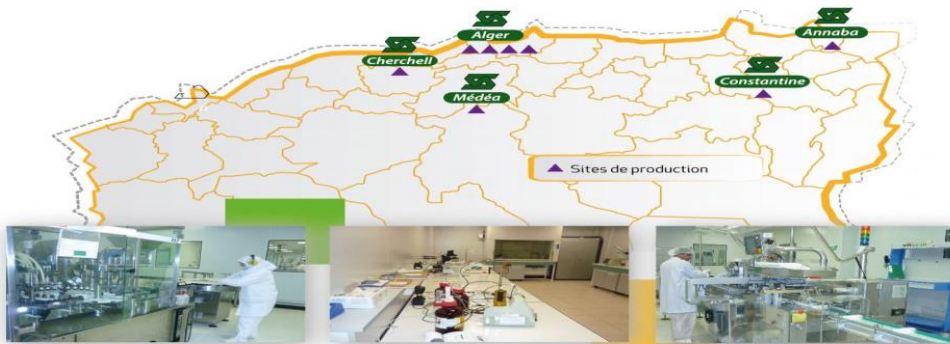 Alger
Annaba
Cherchell
Constantine
Médéa
Sites de production